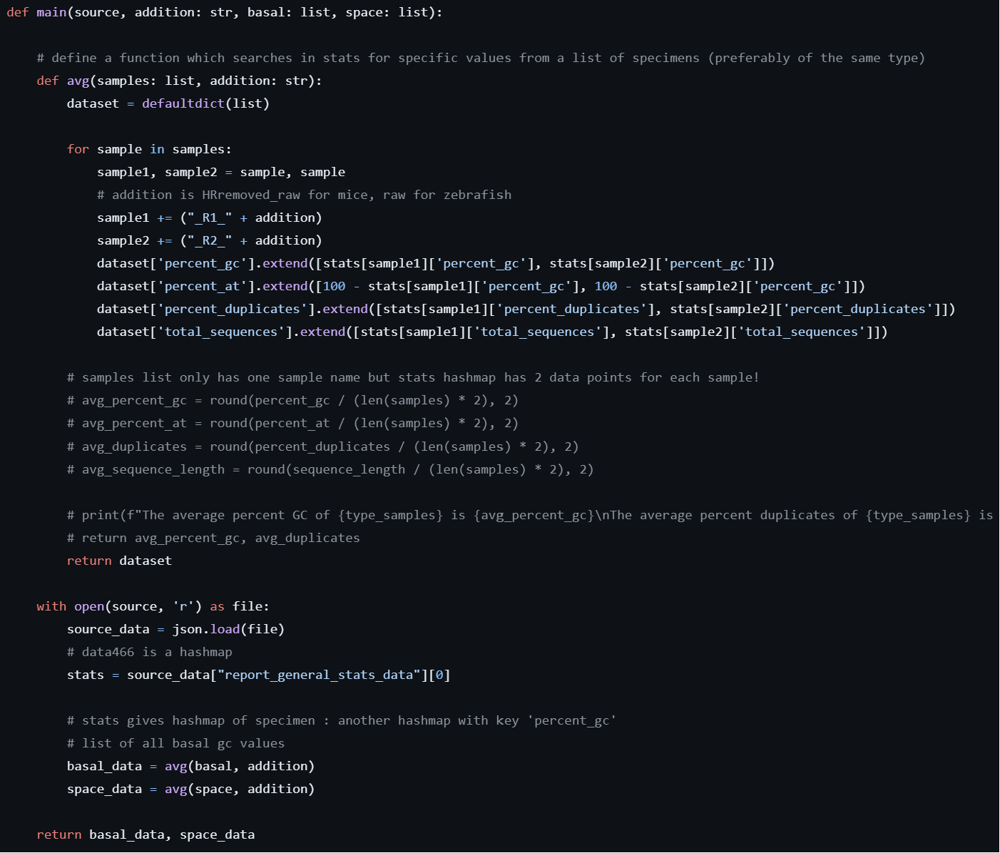 def main(source, addition: str, basal: list, space: list):
# define a function which searches in stats for specific values from a list of specimens (preferably of the same type)
def avg(samples: list, addition: str):
dataset = defaultdict(list)
for sample in samples:
sample1, sample2 = sample, sample
# addition is HRremoved_raw for mice, raw for zebrafish
sample1 += ("_R1_" + addition)
sample2 += ("_R2_" + addition)
dataset['percent_gc'].extend([stats[sample1]['percent_gc'], stats[sample2]['percent_gc']])
dataset['percent_at'].extend([100 - stats[sample1]['percent_gc'], 100 - stats[sample2]['percent_gc']])
dataset['percent_duplicates'].extend([stats[sample1]['percent_duplicates'], stats[sample2]['percent_duplicates']])
dataset['total_sequences'].extend([stats[sample1]['total_sequences'], stats[sample2]['total_sequences']])
# samples list only has one sample name but stats hashmap has 2 data points for each sample!
# avg_percent_gc = round(percent_gc / (len(samples) * 2), 2)
# avg_percent_at = round(percent_at / (len(samples) * 2), 2)
# avg_duplicates = round(percent_duplicates / (len(samples) * 2), 2)
# avg_sequence_length = round(sequence_length / (len(samples) * 2), 2)
# print(f"The average percent GC of {type_samples} is {avg_percent_gc}\nThe average percent duplicates of {type_samples} is
# return avg_percent_gc, avg_duplicates
return dataset
with open(source, 'r') as file:
source_data = json.load(file)
# data466 is a hashmap
stats = source_data["report_general_stats_data"][0]
# stats gives hashmap of specimen : another hashmap with key 'percent_gc'
# list of all basal gc values
basal_data = avg(basal, addition)
space_data = avg(space, addition)
return basal_data, space_data